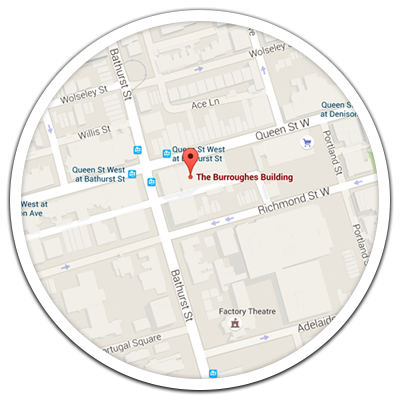 Wolseley
Bathurst St
Wolseley St
Ace Ln
Queen St W
at Denison
Willis St
Queen St W
Queen St West
at Bathurst St
Portland St
Queen St West
at Bathurst St
The Burroughes Building
West at
on Ave
Richmond St W
Portland St
Bathurst St
Factory Theatre
Portugal Square
Adelaide